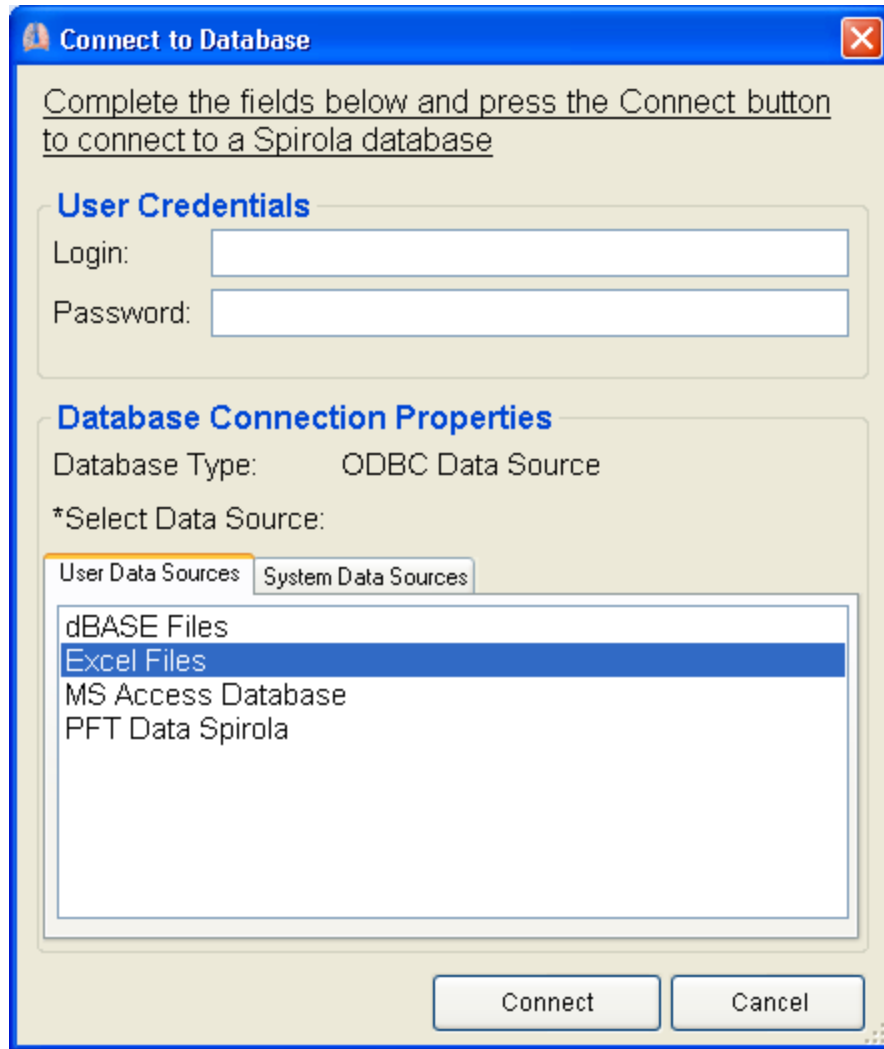 Connect to Database
Complete the fields below and press the Connect button
to connect to a Spirola database
User Credentials
Login:
Password:
Database Connection Properties
Database Type: ODBC Data Source
*Select Data Source:
User Data Sources System Data Sources
dBASE Files
Excel Files
MS Access Database
PFT Data Spirola
Connect Cancel